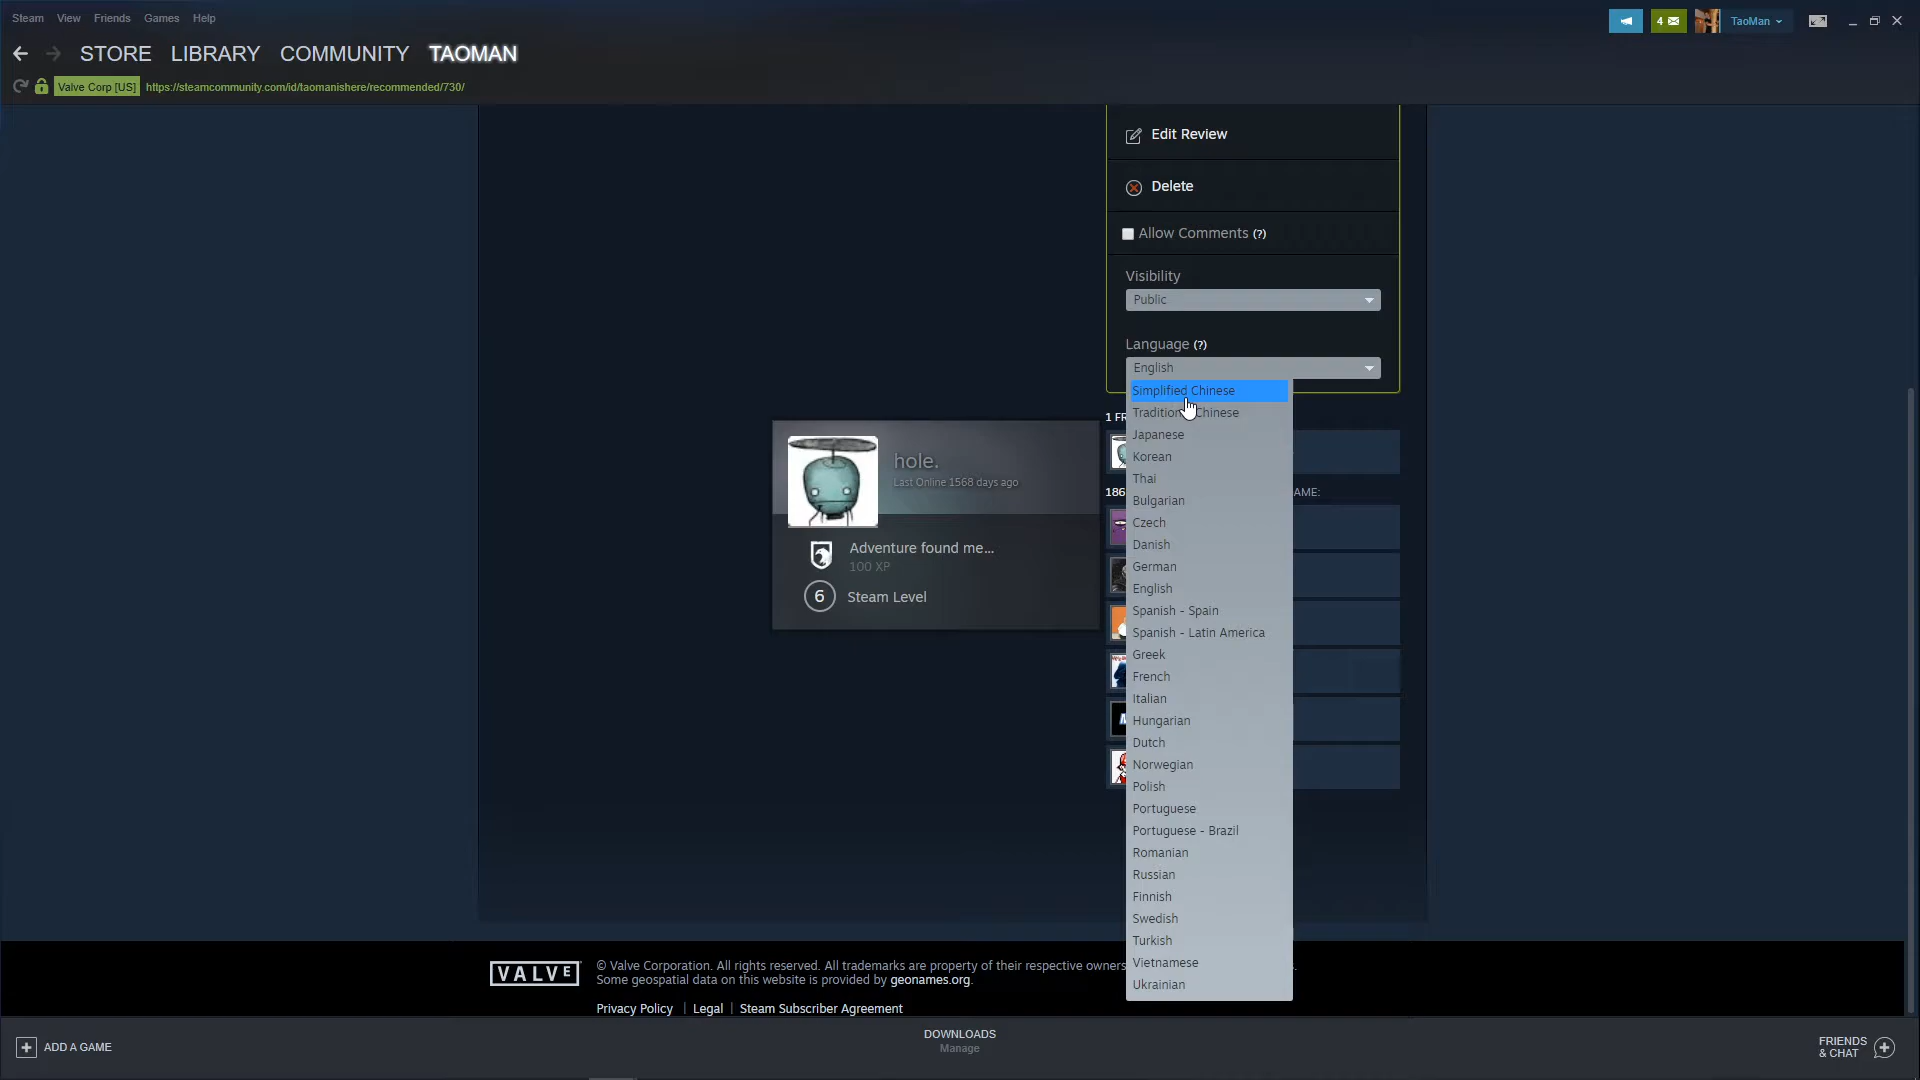 Steam View Friends Games Help
4 TaoMan
STORE LIBRARY COMMUNITY TAOMAN
Valve Corp [US] https://steamcommunity.com/id/taomanishere/recommended/730/
Edit Review
Delete
Allow Comments (?)
Visibility
Public
Language (?)
English
Simplified Chinese
Chinese
Japanese
Korean
Thai
Bulgarian
Czech
Danish
German
English
Spanish - Spain
Spanish - Latin America
Greek
French
Italian
Hungarian
Dutch
Norwegian
Polish
Portuguese
Portuguese - Brazil
Romanian
Russian
Finnish
Swedish
Turkish
Vietnamese
Ukrainian
hole.
Last Online 1568 days ago
Adventure found me...
100 XP
6 Steam Level
VALVE
© Valve Corporation. All rights reserved. All trademarks are property of their respective owners
Some geospatial data on this website is provided by geonames.org.
Privacy Policy | Legal | Steam Subscriber Agreement
ADD A GAME
DOWNLOADS
Manage
FRIENDS
& CHAT